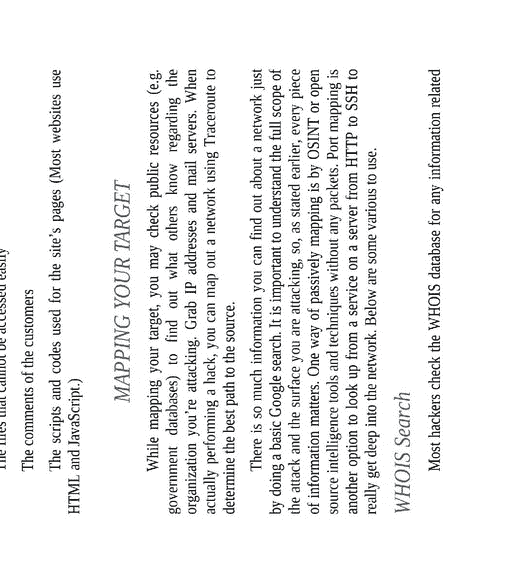 The files that cannot be accessed easily
The comments of the customers
The scripts and codes used for the site's pages (Most websites use
HTML and JavaScript.)
MAPPING YOUR TARGET
While mapping your target, you may check public resources (e.g.
government databases) to find out what others know regarding the
organization you're attacking. Grab IP addresses and mail servers. When
actually performing a hack, you can map out a network using Traceroute to
determine the best path to the source.
There is so much information you can find out about a network just
by doing a basic Google search. It is important to understand the full scope of
the attack and the surface you are attacking, so, as stated earlier, every piece
of information matters. One way of passively mapping is by OSINT or open
source intelligence tools and techniques without any packets. Port mapping is
another option to look up from a service on a server from HTTP to SSH to
really get deep into the network. Below are some various to use.
WHOIS Search
Most hackers check the WHOIS database for any information related